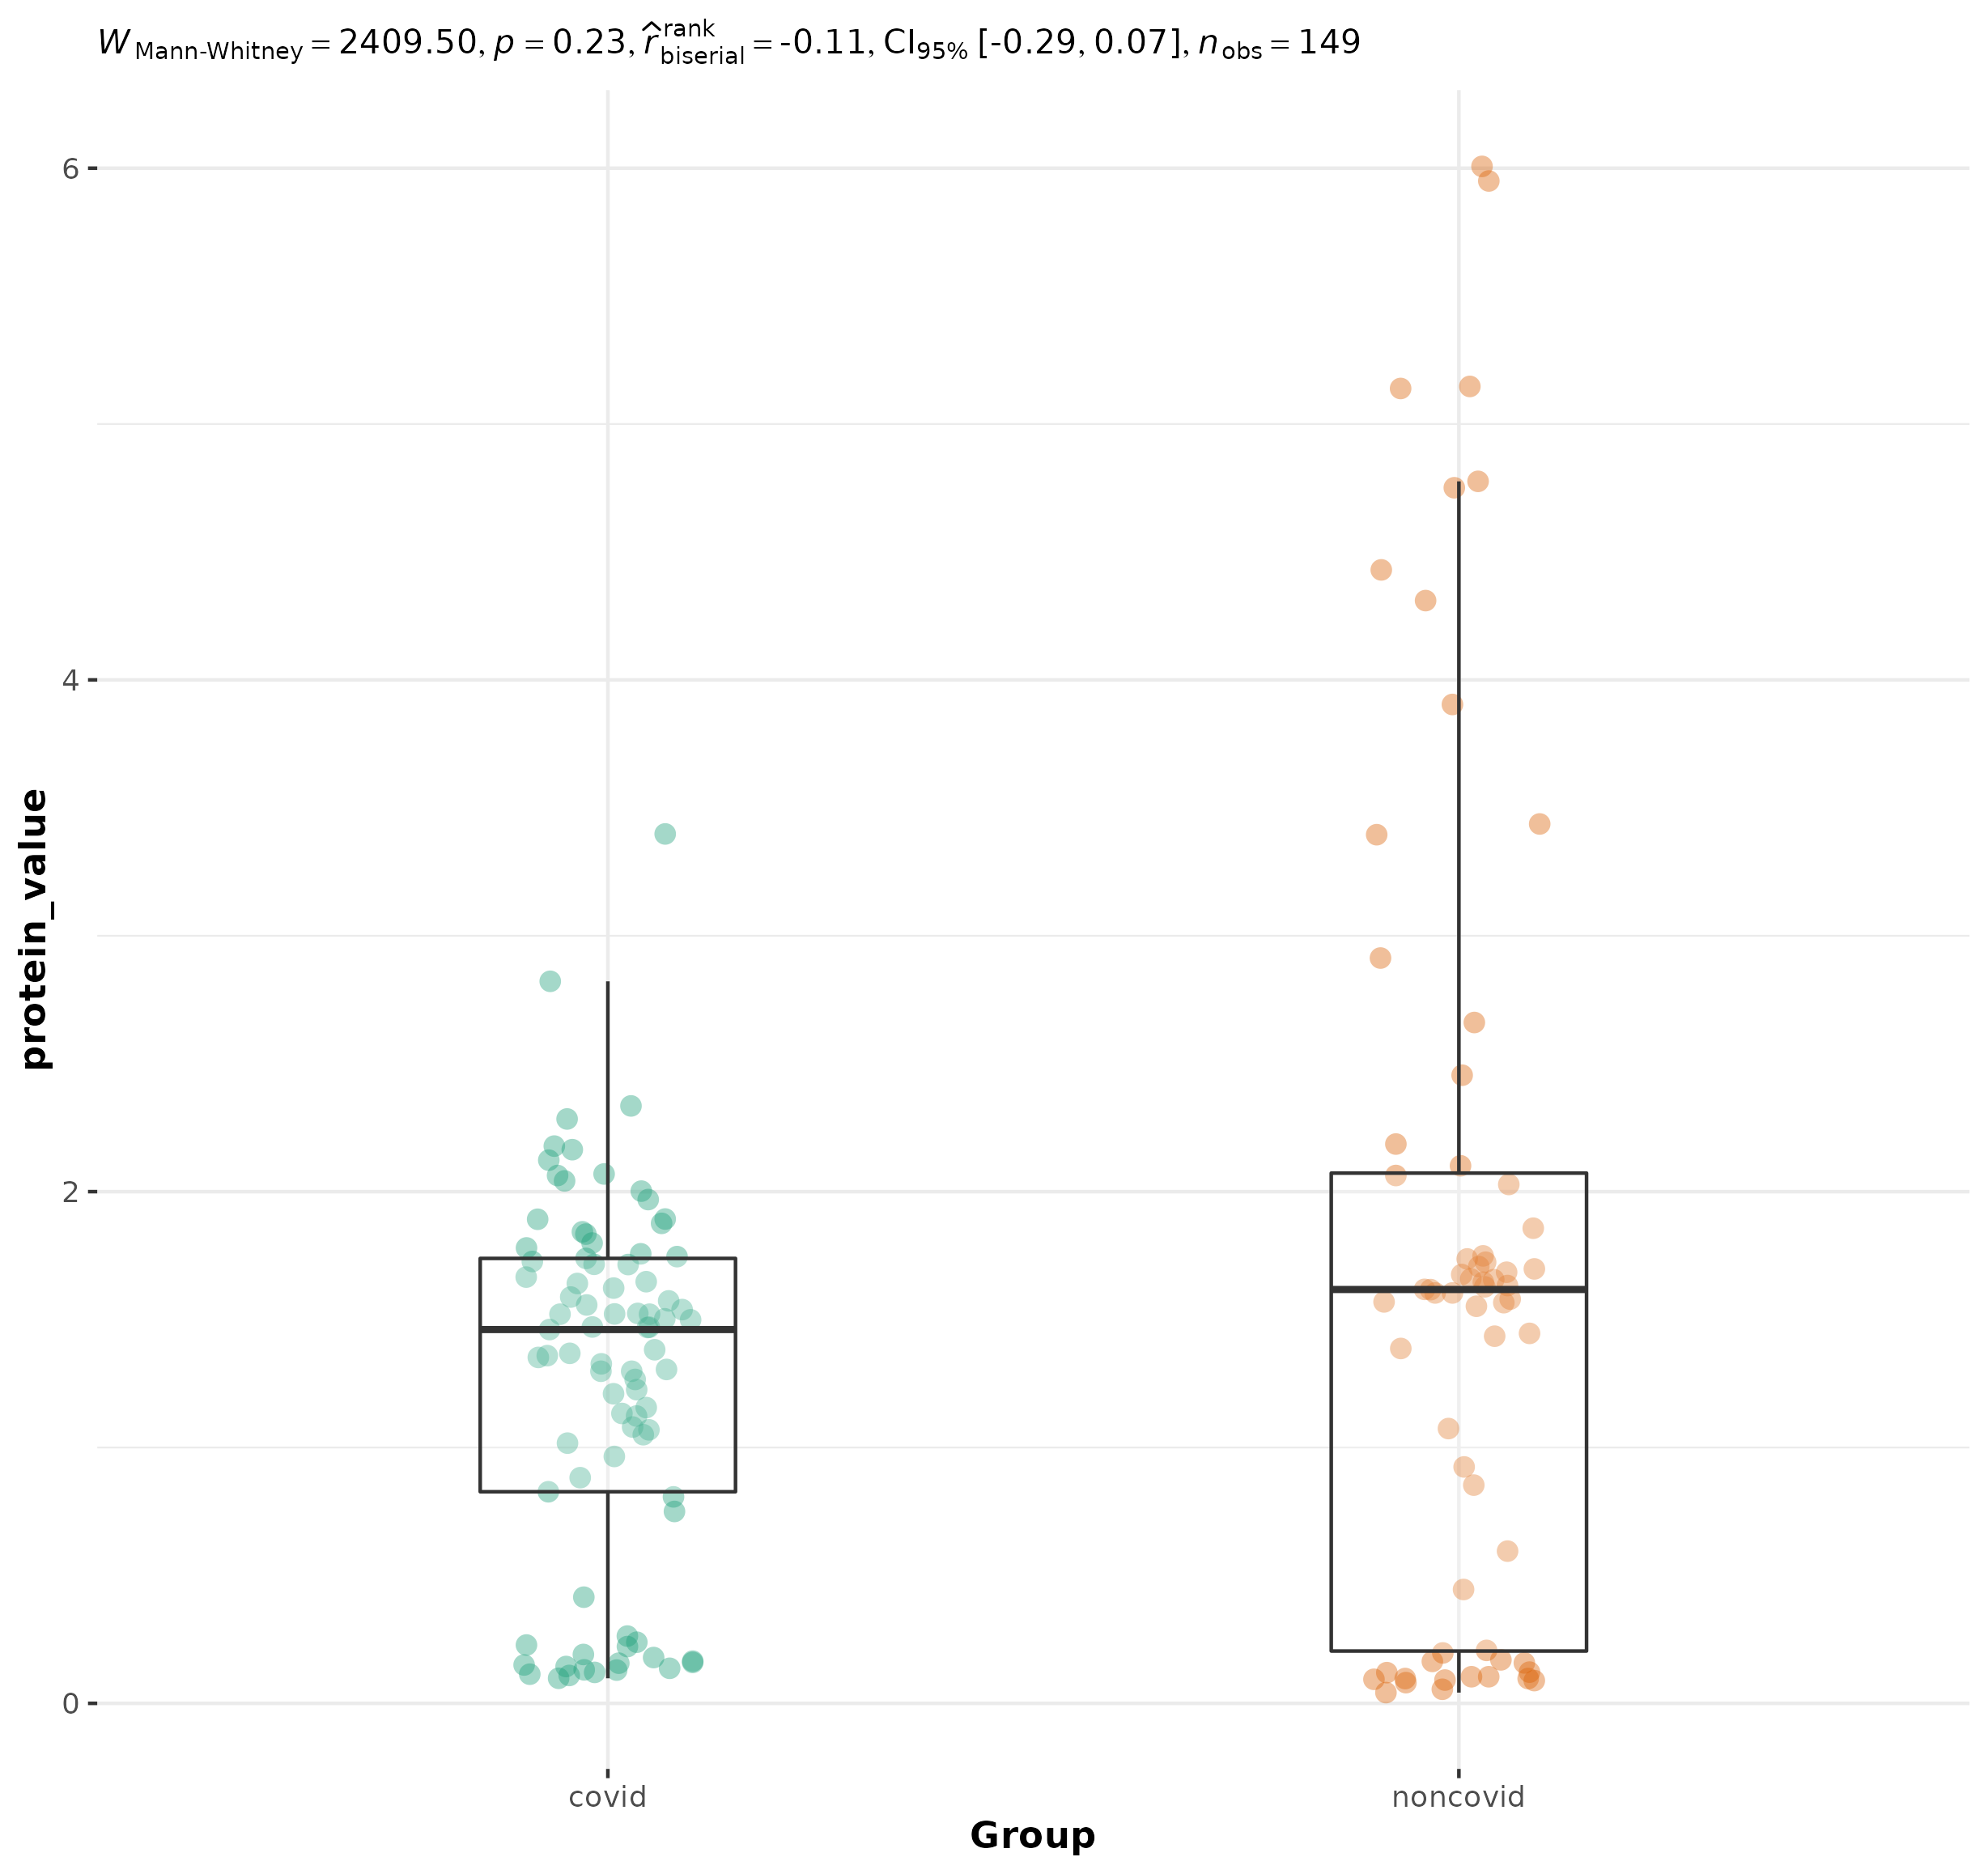 W Mann-Whitney = 2409.50, p = 0.23, r̂ rank biserial = -0.11, CI95% [-0.29, 0.07], nobs = 149
6
4
2
0
protein_value
covid noncovid
Group